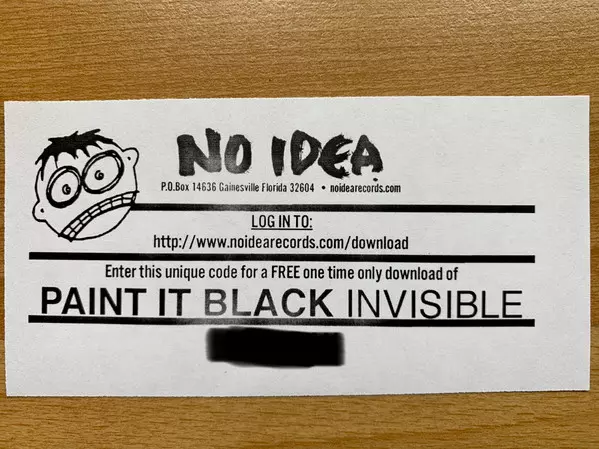 NO IDEA
P.O.Box 14636 Gainesville Florida 32604 • noidearecords.com
LOG IN TO:
http://www.noidearecords.com/download
Enter this unique code for a FREE one time only download of
PAINT IT BLACK INVISIBLE